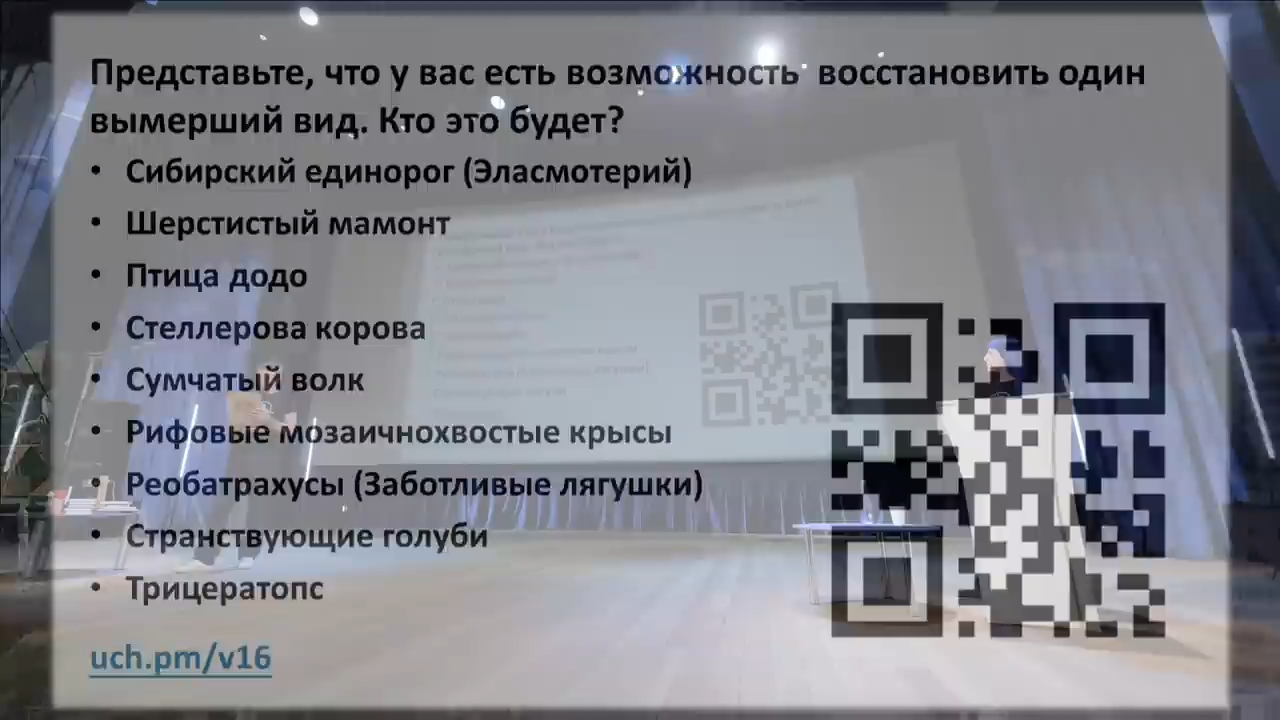 Представьте, что у вас есть возможность восстановить один
вымерший вид. Кто это будет?
• Сибирский единорог (Эласмотерий)
• Шерстистый мамонт
• Птица додо
• Стеллерова корова
• Сумчатый волк
• Рифовые мозаичнохвостые крысы
• Реобатрахусы (Заботливые лягушки)
• Странствующие голуби
• Трицератопс
uch.pm/v16